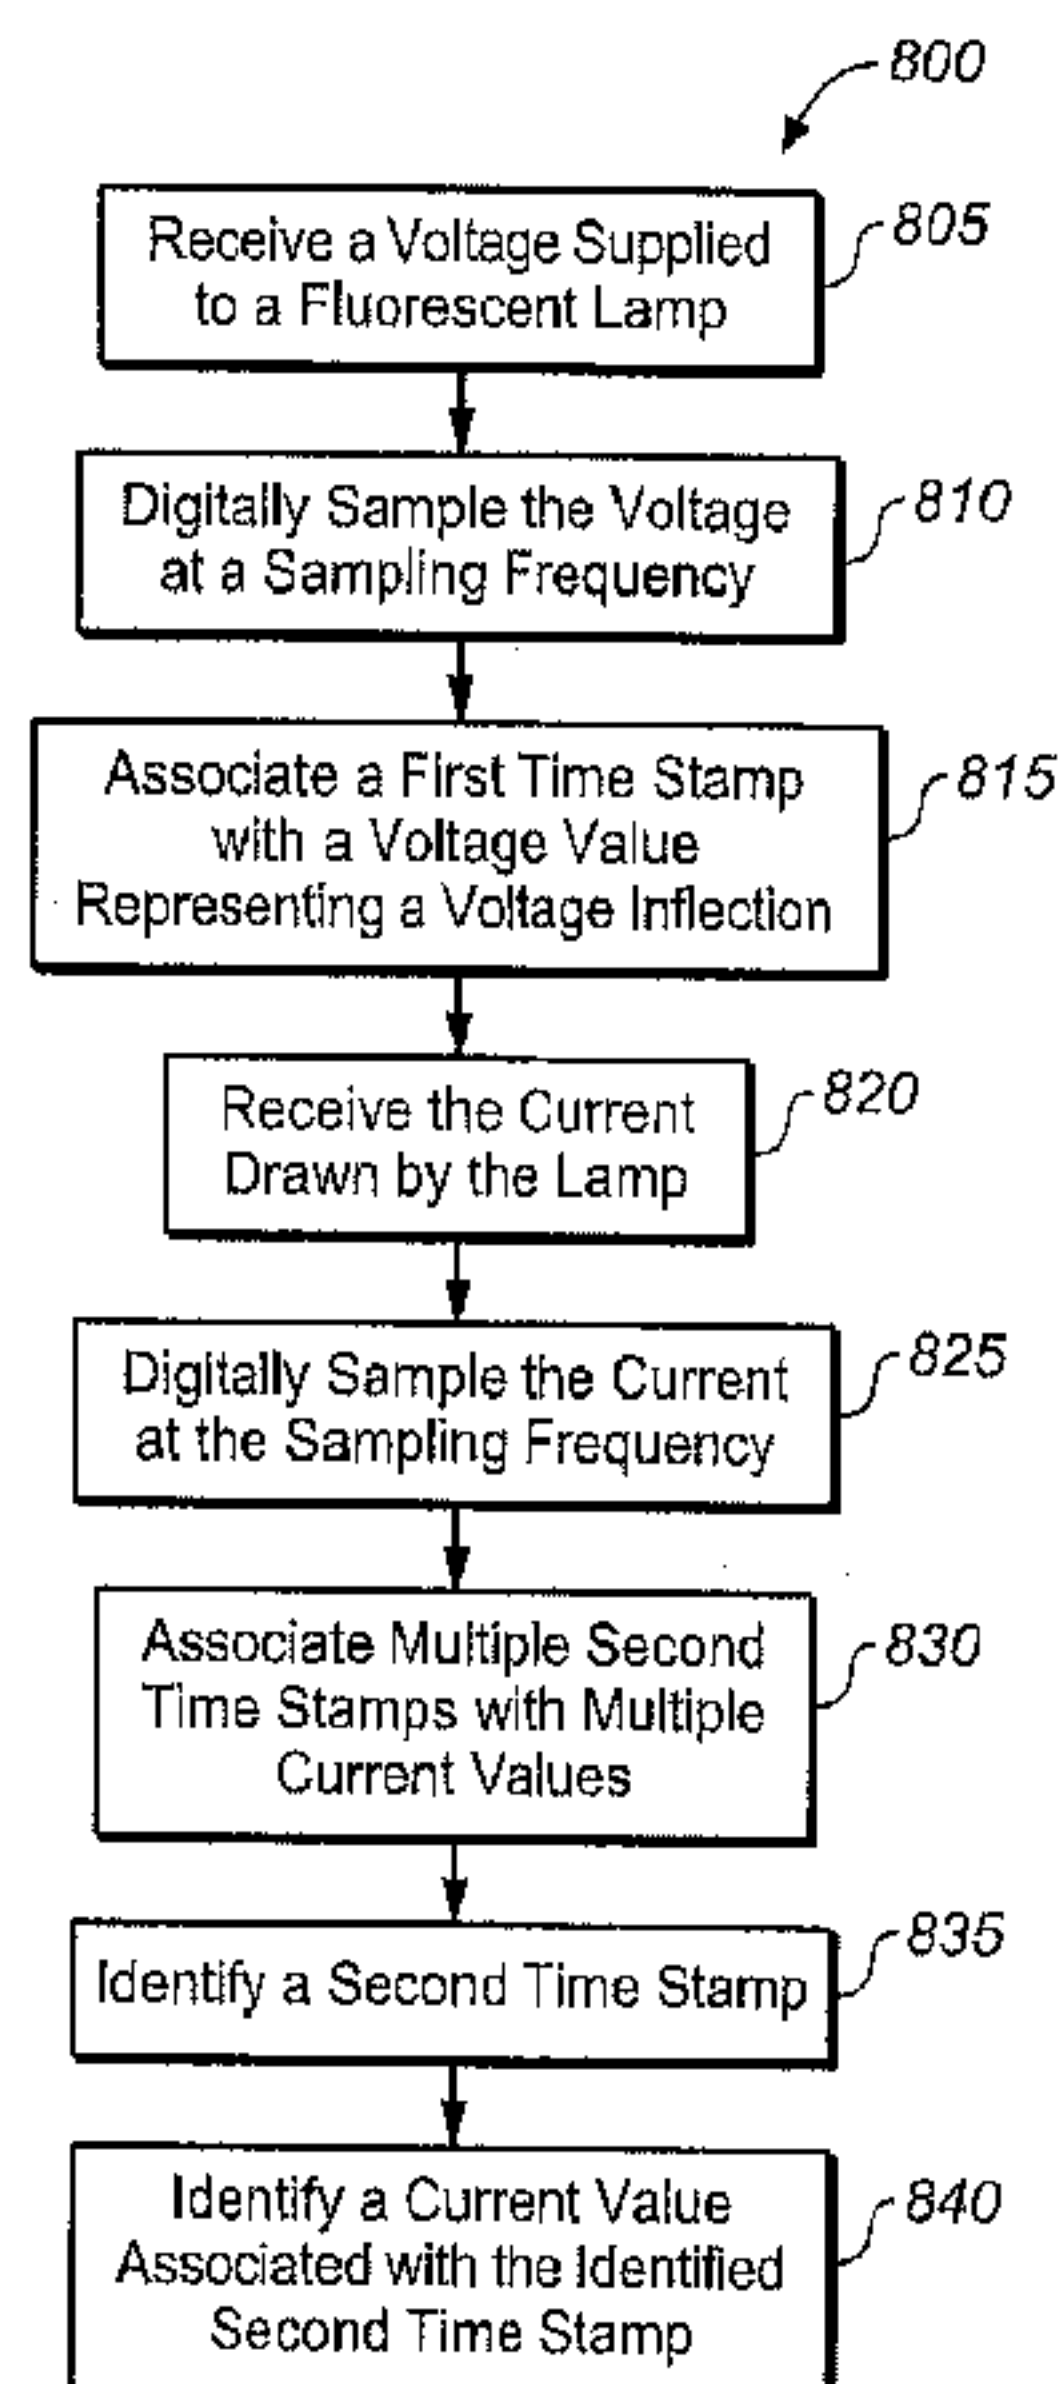 800
Receive a Voltage Supplied
to a Fluorescent Lamp
805
Digitally Sample the Voltage
at a Sampling Frequency
810
Associate a First Time Stamp
with a Voltage Value
Representing a Voltage Inflection
815
Receive the Current
Drawn by the Lamp
820
Digitally Sample the Current
at the Sampling Frequency
825
Associate Multiple Second
Time Stamps with Multiple
Current Values
830
Identify a Second Time Stamp
835
Identify a Current Value
Associated with the Identified
Second Time Stamp
840